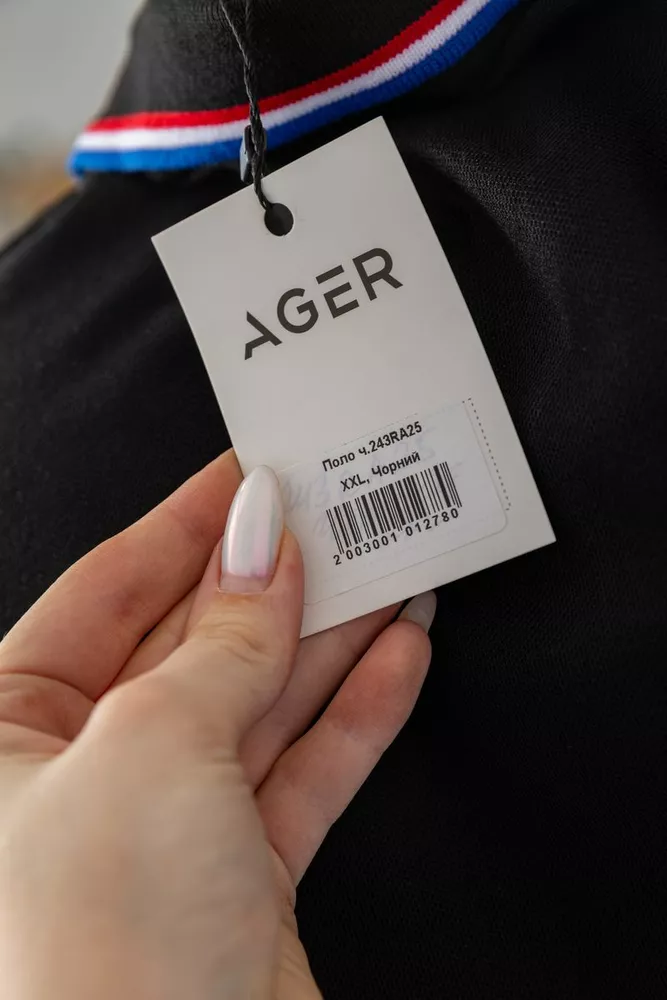 AGER
Поло ч.243RA25
XXL, Чорний
2 003001 012780